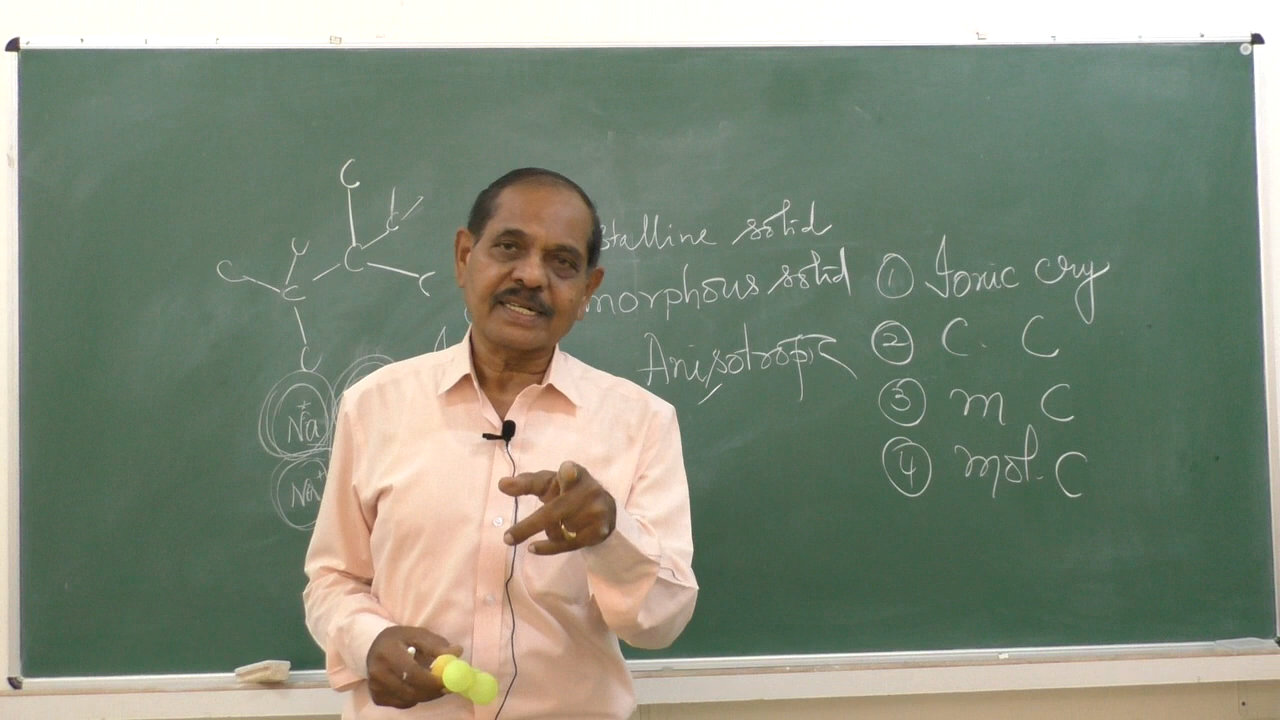 C
C
C
C
C
C
C
C
Na+
Na+
stalline solid
morphous solid
Anisotropic
① Ionic cry
② C. C
③ m C
④ mol. C